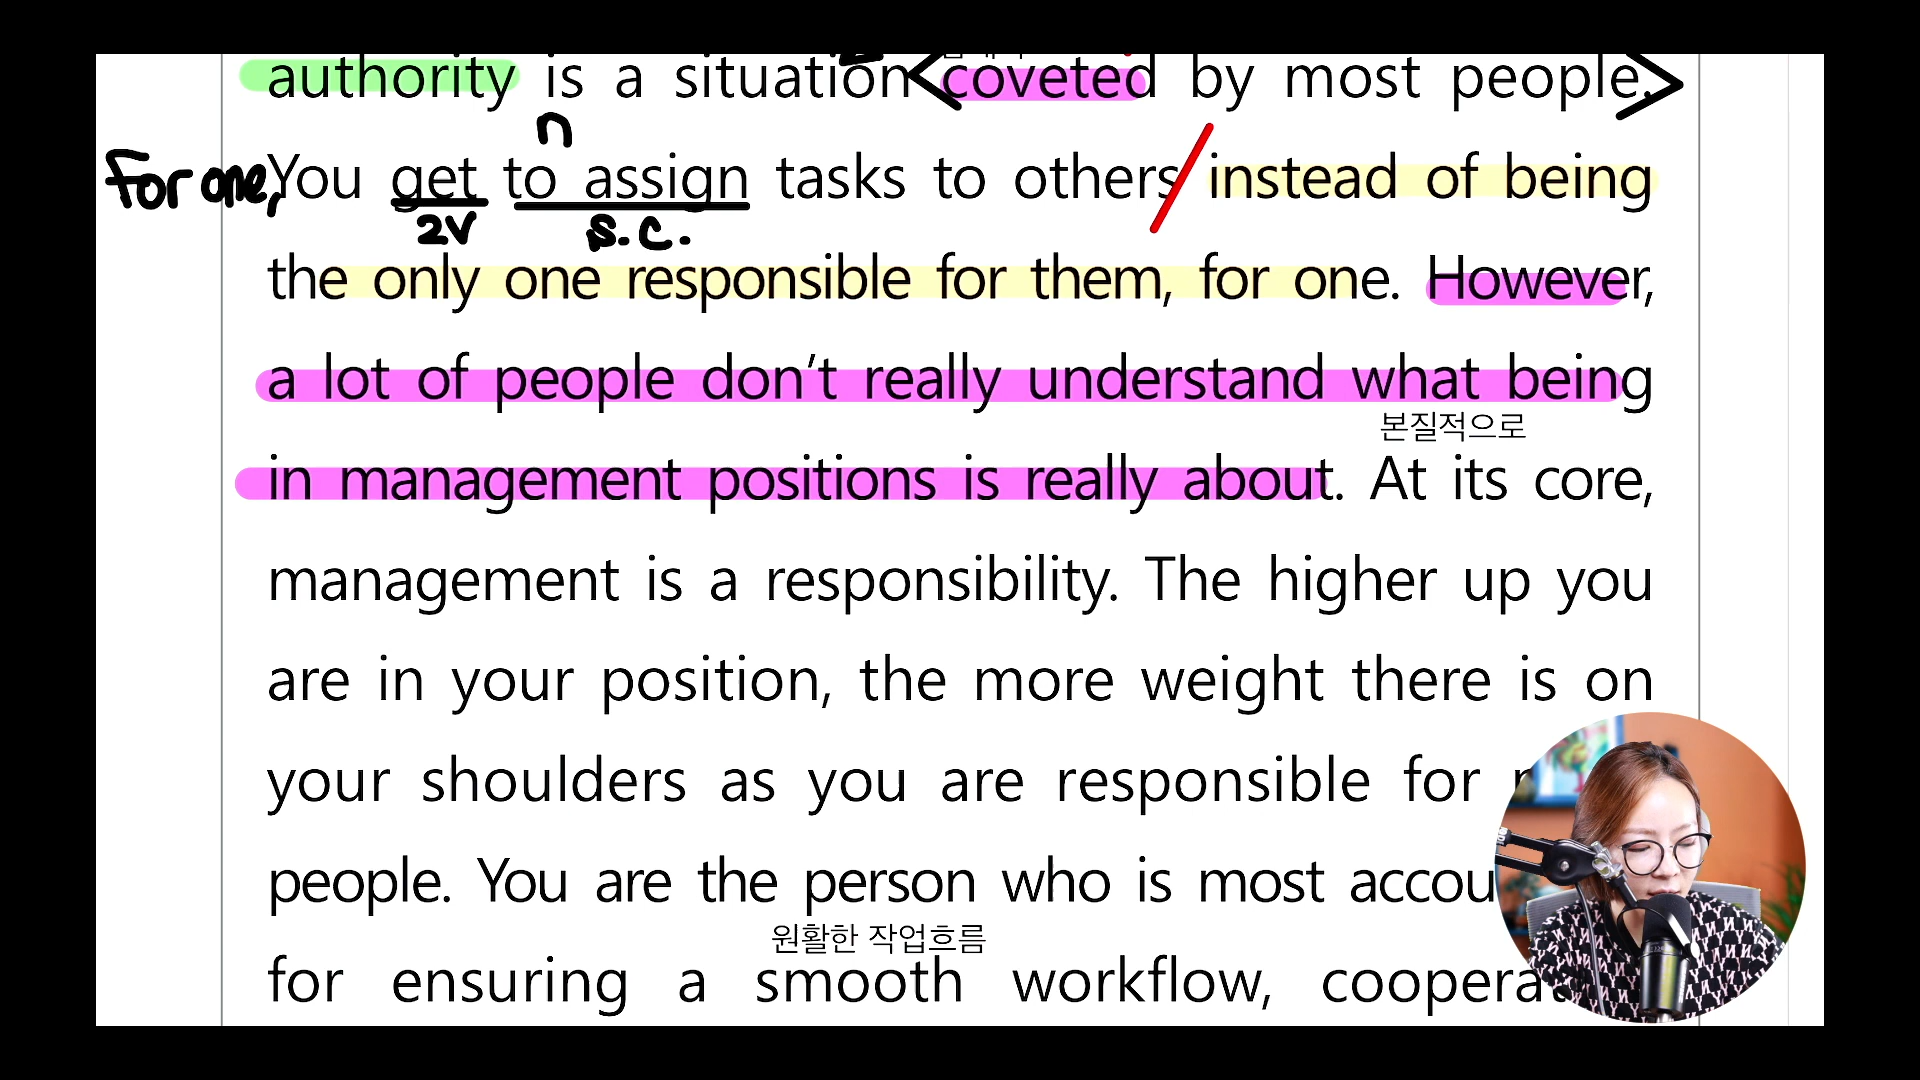 authority is a situation <coveted by most people.>
n
For one, You get to assign tasks to others / instead of being
2V s.c.
the only one responsible for them, for one. However,
a lot of people don't really understand what being
본질적으로
in management positions is really about. At its core,
management is a responsibility. The higher up you
are in your position, the more weight there is on
your shoulders as you are responsible for
people. You are the person who is most
원활한 작업흐름
for ensuring a smooth workflow,